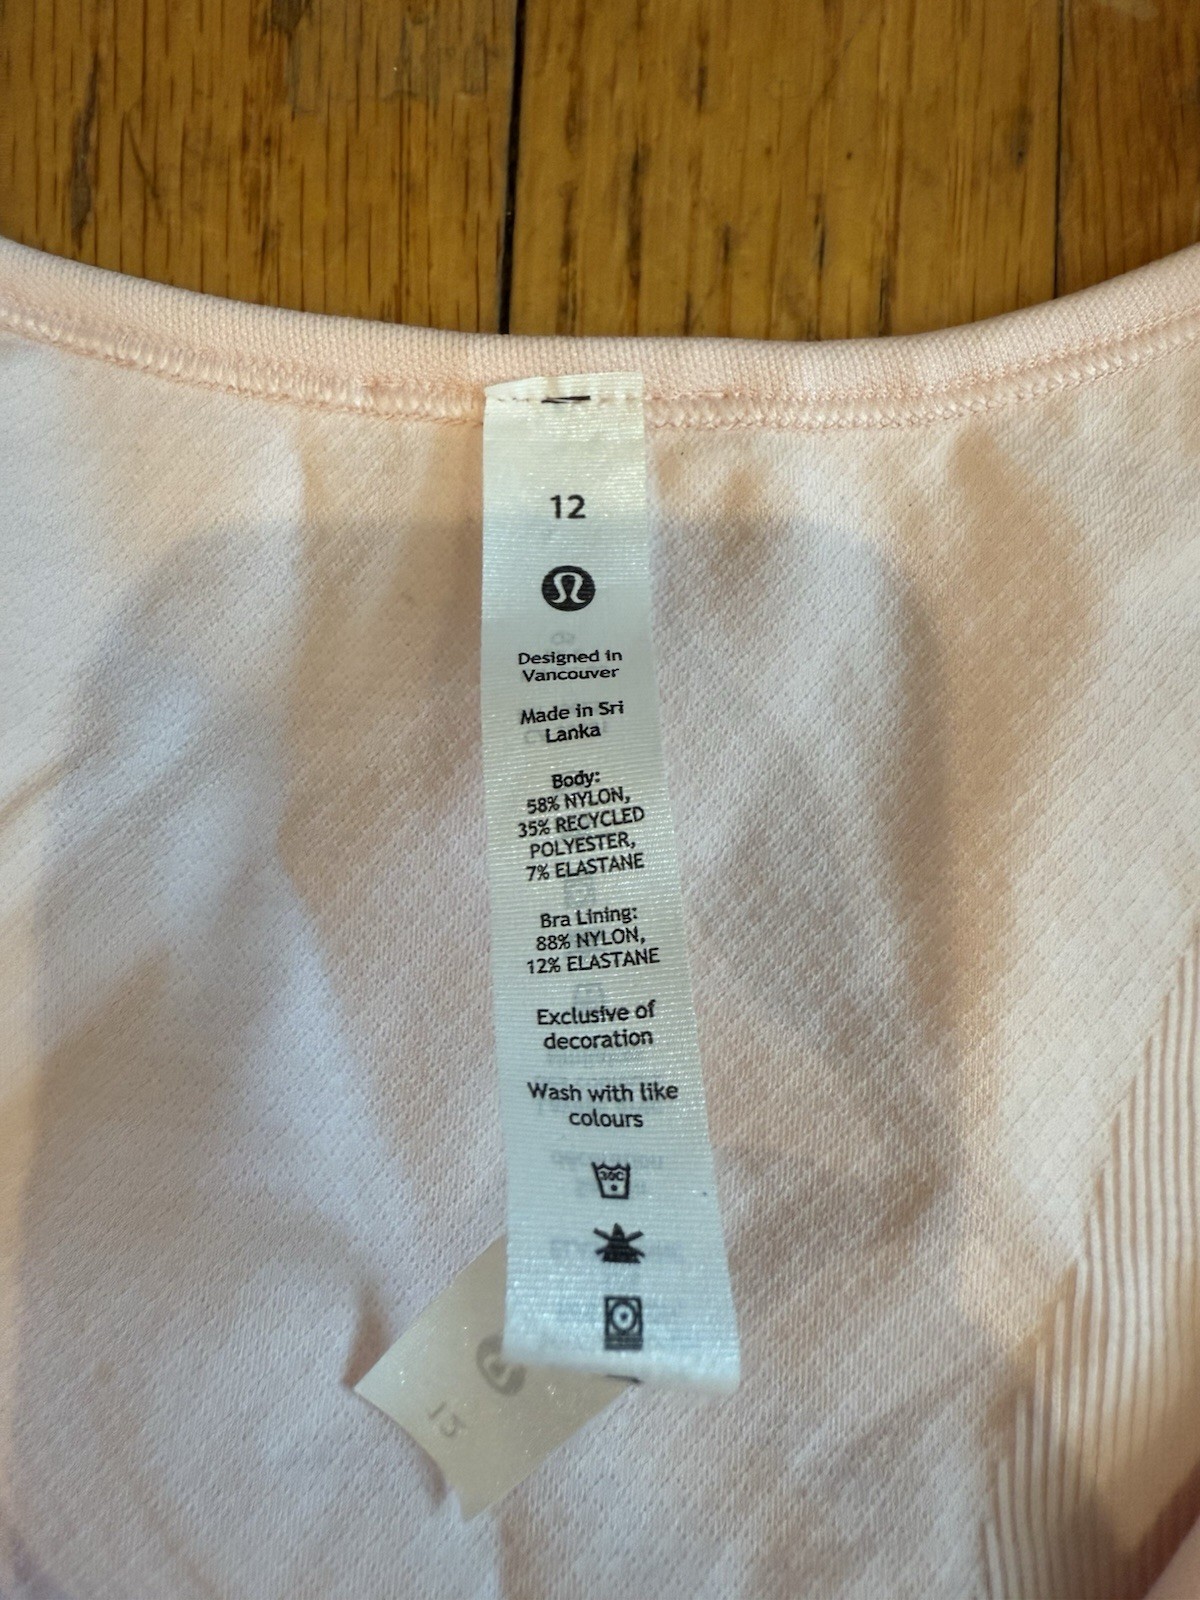 12
Designed in
Vancouver
Made in Sri
Lanka
Body:
58% NYLON,
35% RECYCLED
POLYESTER,
7% ELASTANE
Bra Lining:
88% NYLON,
12% ELASTANE
Exclusive of
decoration
Wash with like
colours
30C